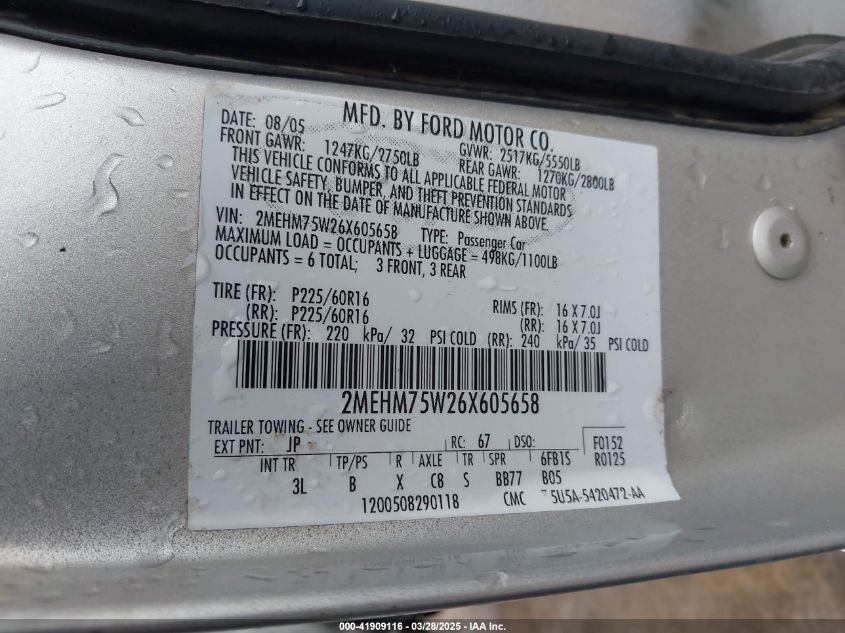 MFD. BY FORD MOTOR CO.
DATE: 08/05 GVWR: 2517KG/5550LB
FRONT GAWR: 1247KG/2750LB REAR GAWR: 1270KG/2800LB
THIS VEHICLE CONFORMS TO ALL APPLICABLE FEDERAL MOTOR
VEHICLE SAFETY, BUMPER, AND THEFT PREVENTION STANDARDS
IN EFFECT ON THE DATE OF MANUFACTURE SHOWN ABOVE.
VIN: 2MEHM75W26X605658 TYPE: Passenger Car
MAXIMUM LOAD = OCCUPANTS + LUGGAGE = 498KG/1100LB
OCCUPANTS = 6 TOTAL; 3 FRONT, 3 REAR
TIRE (FR): P225/60R16 RIMS (FR): 16 X 7.0J
(RR): P225/60R16 (RR): 16 X 7.0J
PRESSURE (FR): 220 kPa/ 32 PSI COLD (RR): 240 kPa/ 35 PSI COLD
2MEHM75W26X605658
TRAILER TOWING - SEE OWNER GUIDE
EXT PNT: JP RC: 67 DSO: F0152
R0125
INT TR TP/PS R AXLE TR SPR 6FB15
3L B X C8 S BB77 B05
1200508290118 CMC 5U5A-5420472-AA
000-41909116 - 03/28/2025 - IAA Inc.